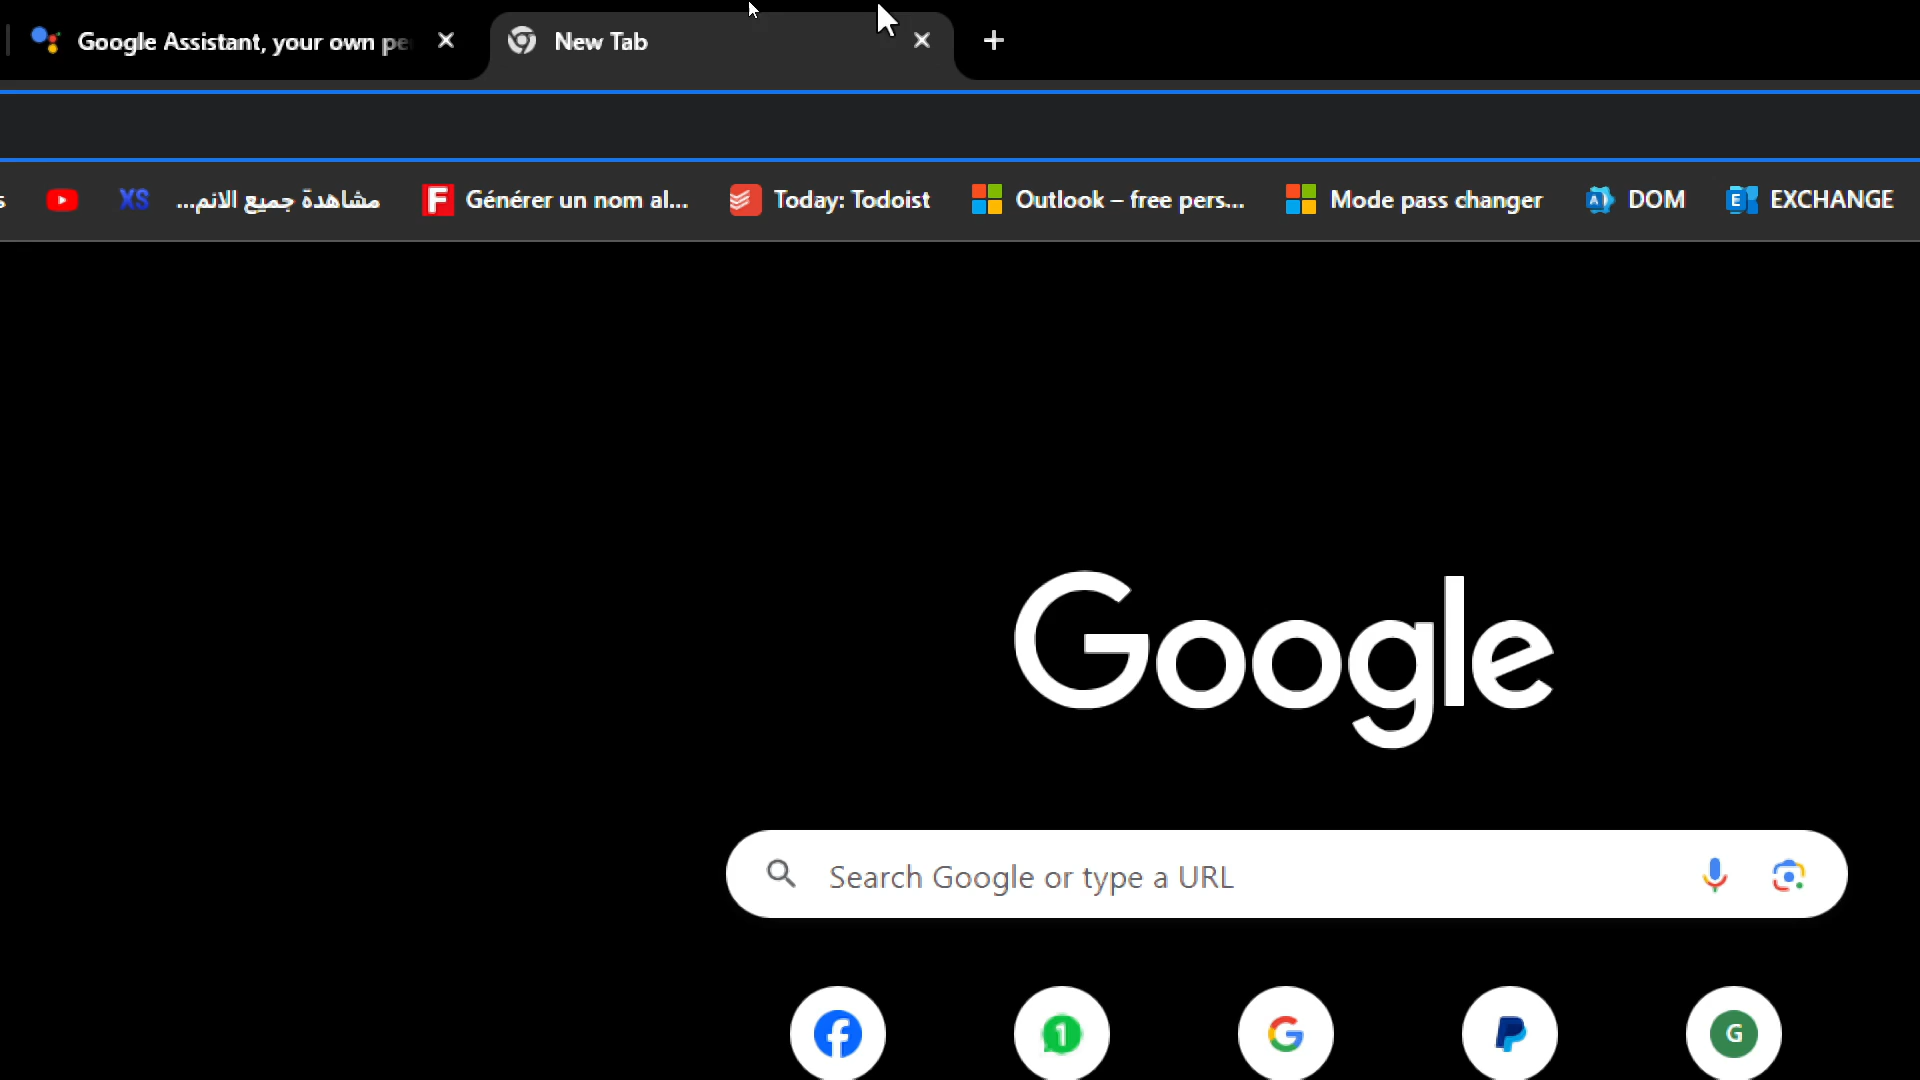 Google Assistant, your own pe
New Tab
s
XS مشاهدة جميع الانم...
F Générer un nom al...
Today: Todoist
Outlook – free pers...
Mode pass changer
A DOM
E EXCHANGE
Google
Search Google or type a URL
1
G
G